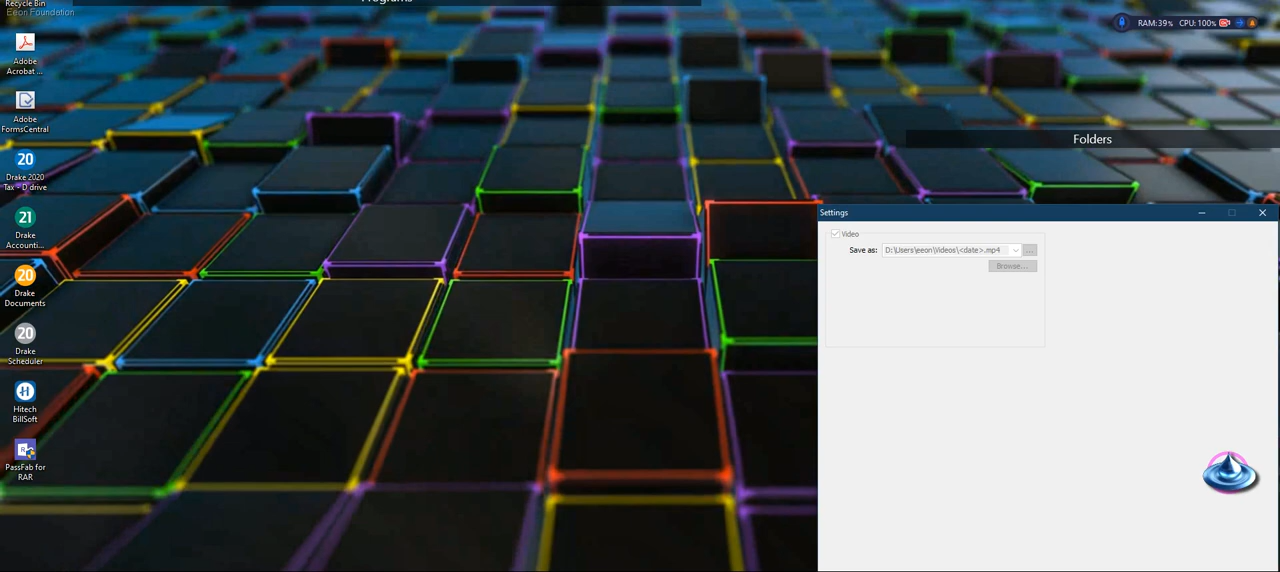 Recycle Bin
Eeon Foundation
Programs
RAM:39% CPU:100%
Adobe
Acrobat ...
Adobe
FormsCentral
Folders
20
Drake 2020
Tax - D drive
21
Drake
Accounti...
20
Drake
Documents
20
Drake
Scheduler
H
Hitech
BillSoft
R
PassFab for
RAR
Settings
Video
Save as: D:\Users\eeon\Videos\<date>.mp4 ...
Browse...